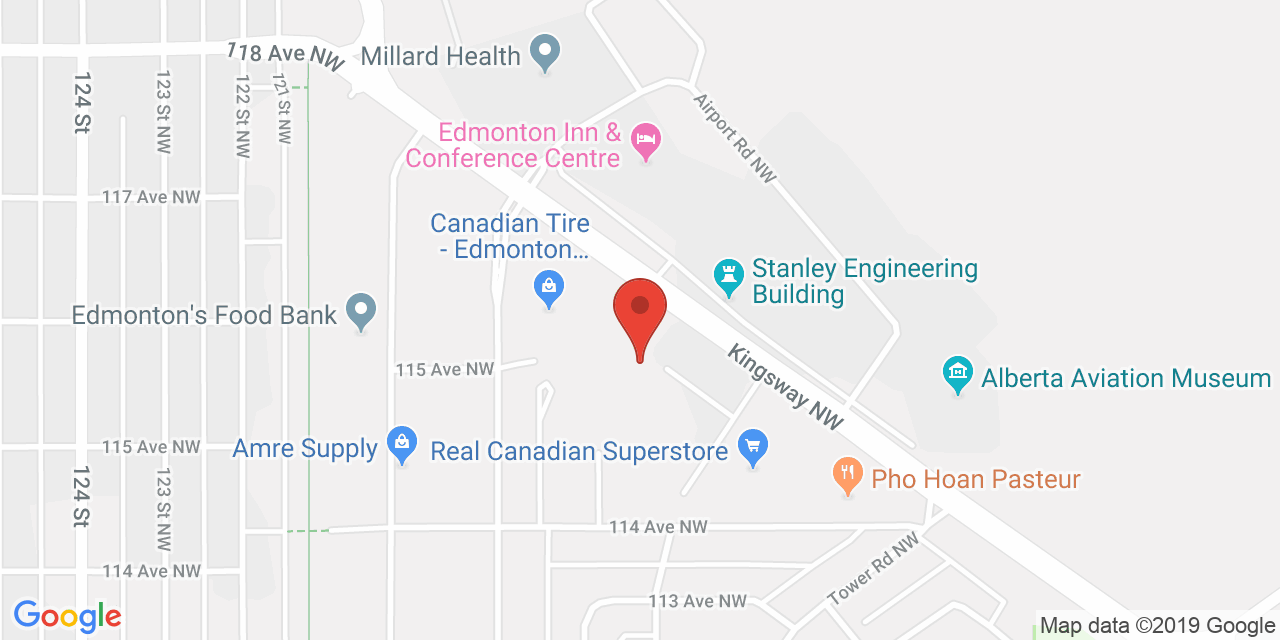 118 Ave NW
Millard Health
124 St
123 St NW
122 St NW
121 St NW
Airport Rd NW
Edmonton Inn &
Conference Centre
117 Ave NW
Canadian Tire
- Edmonton...
Stanley Engineering
Building
Edmonton's Food Bank
Kingsway NW
115 Ave NW
Alberta Aviation Museum
115 Ave NW
Amre Supply
Real Canadian Superstore
124 St
123 St NW
Pho Hoan Pasteur
114 Ave NW
114 Ave NW
Tower Rd NW
113 Ave NW
Google
Map data ©2019 Google